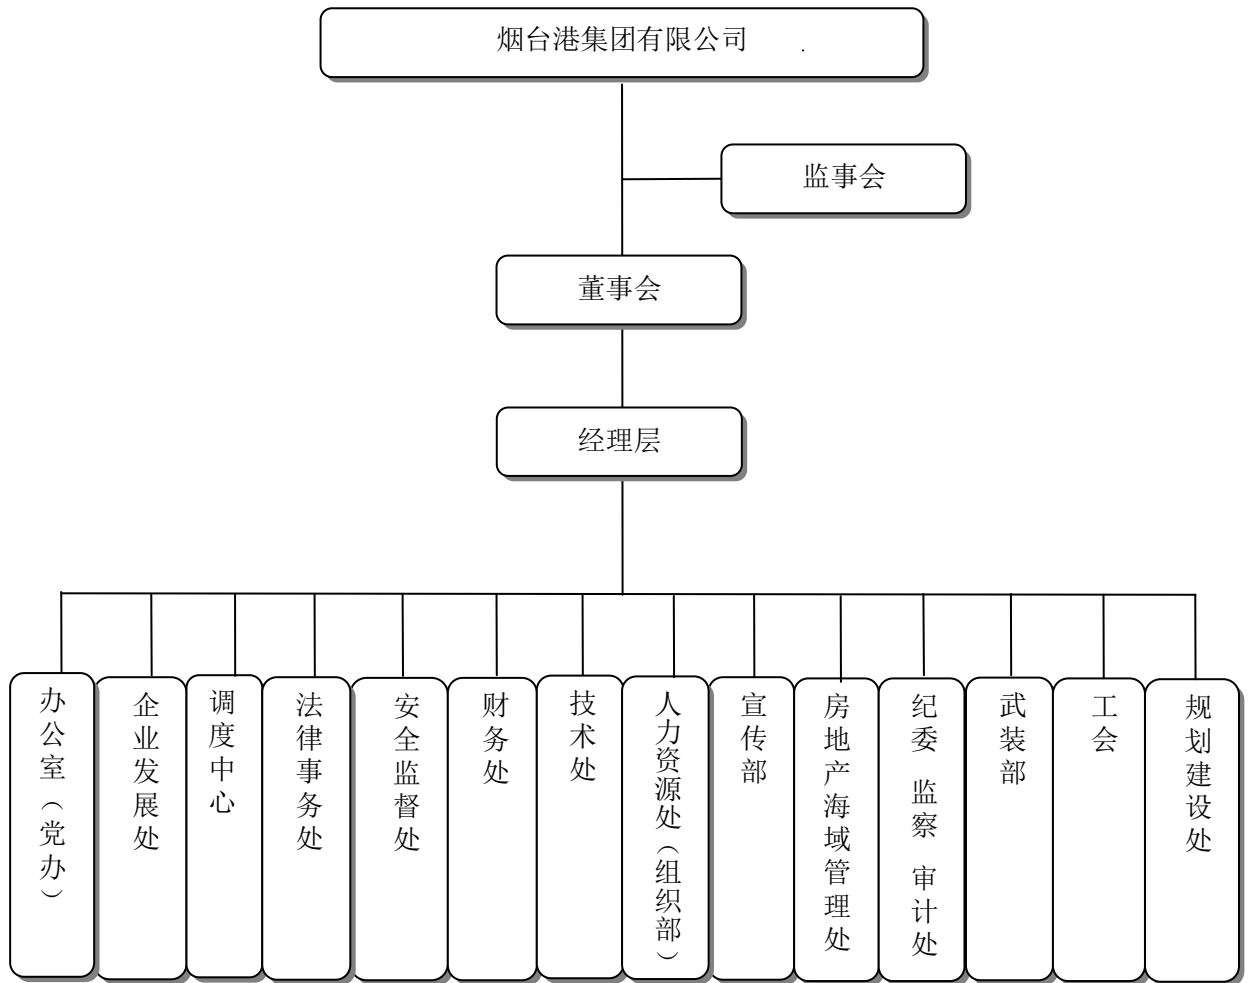 烟台港集团有限公司
监事会
董事会
经理层
办公室（党办）
企业发展处
调度中心
法律事务处
安全监督处
财务处
技术处
人力资源处（组织部）
宣传部
房地产海域管理处
纪委 监察 审计处
武装部
工会
规划建设处